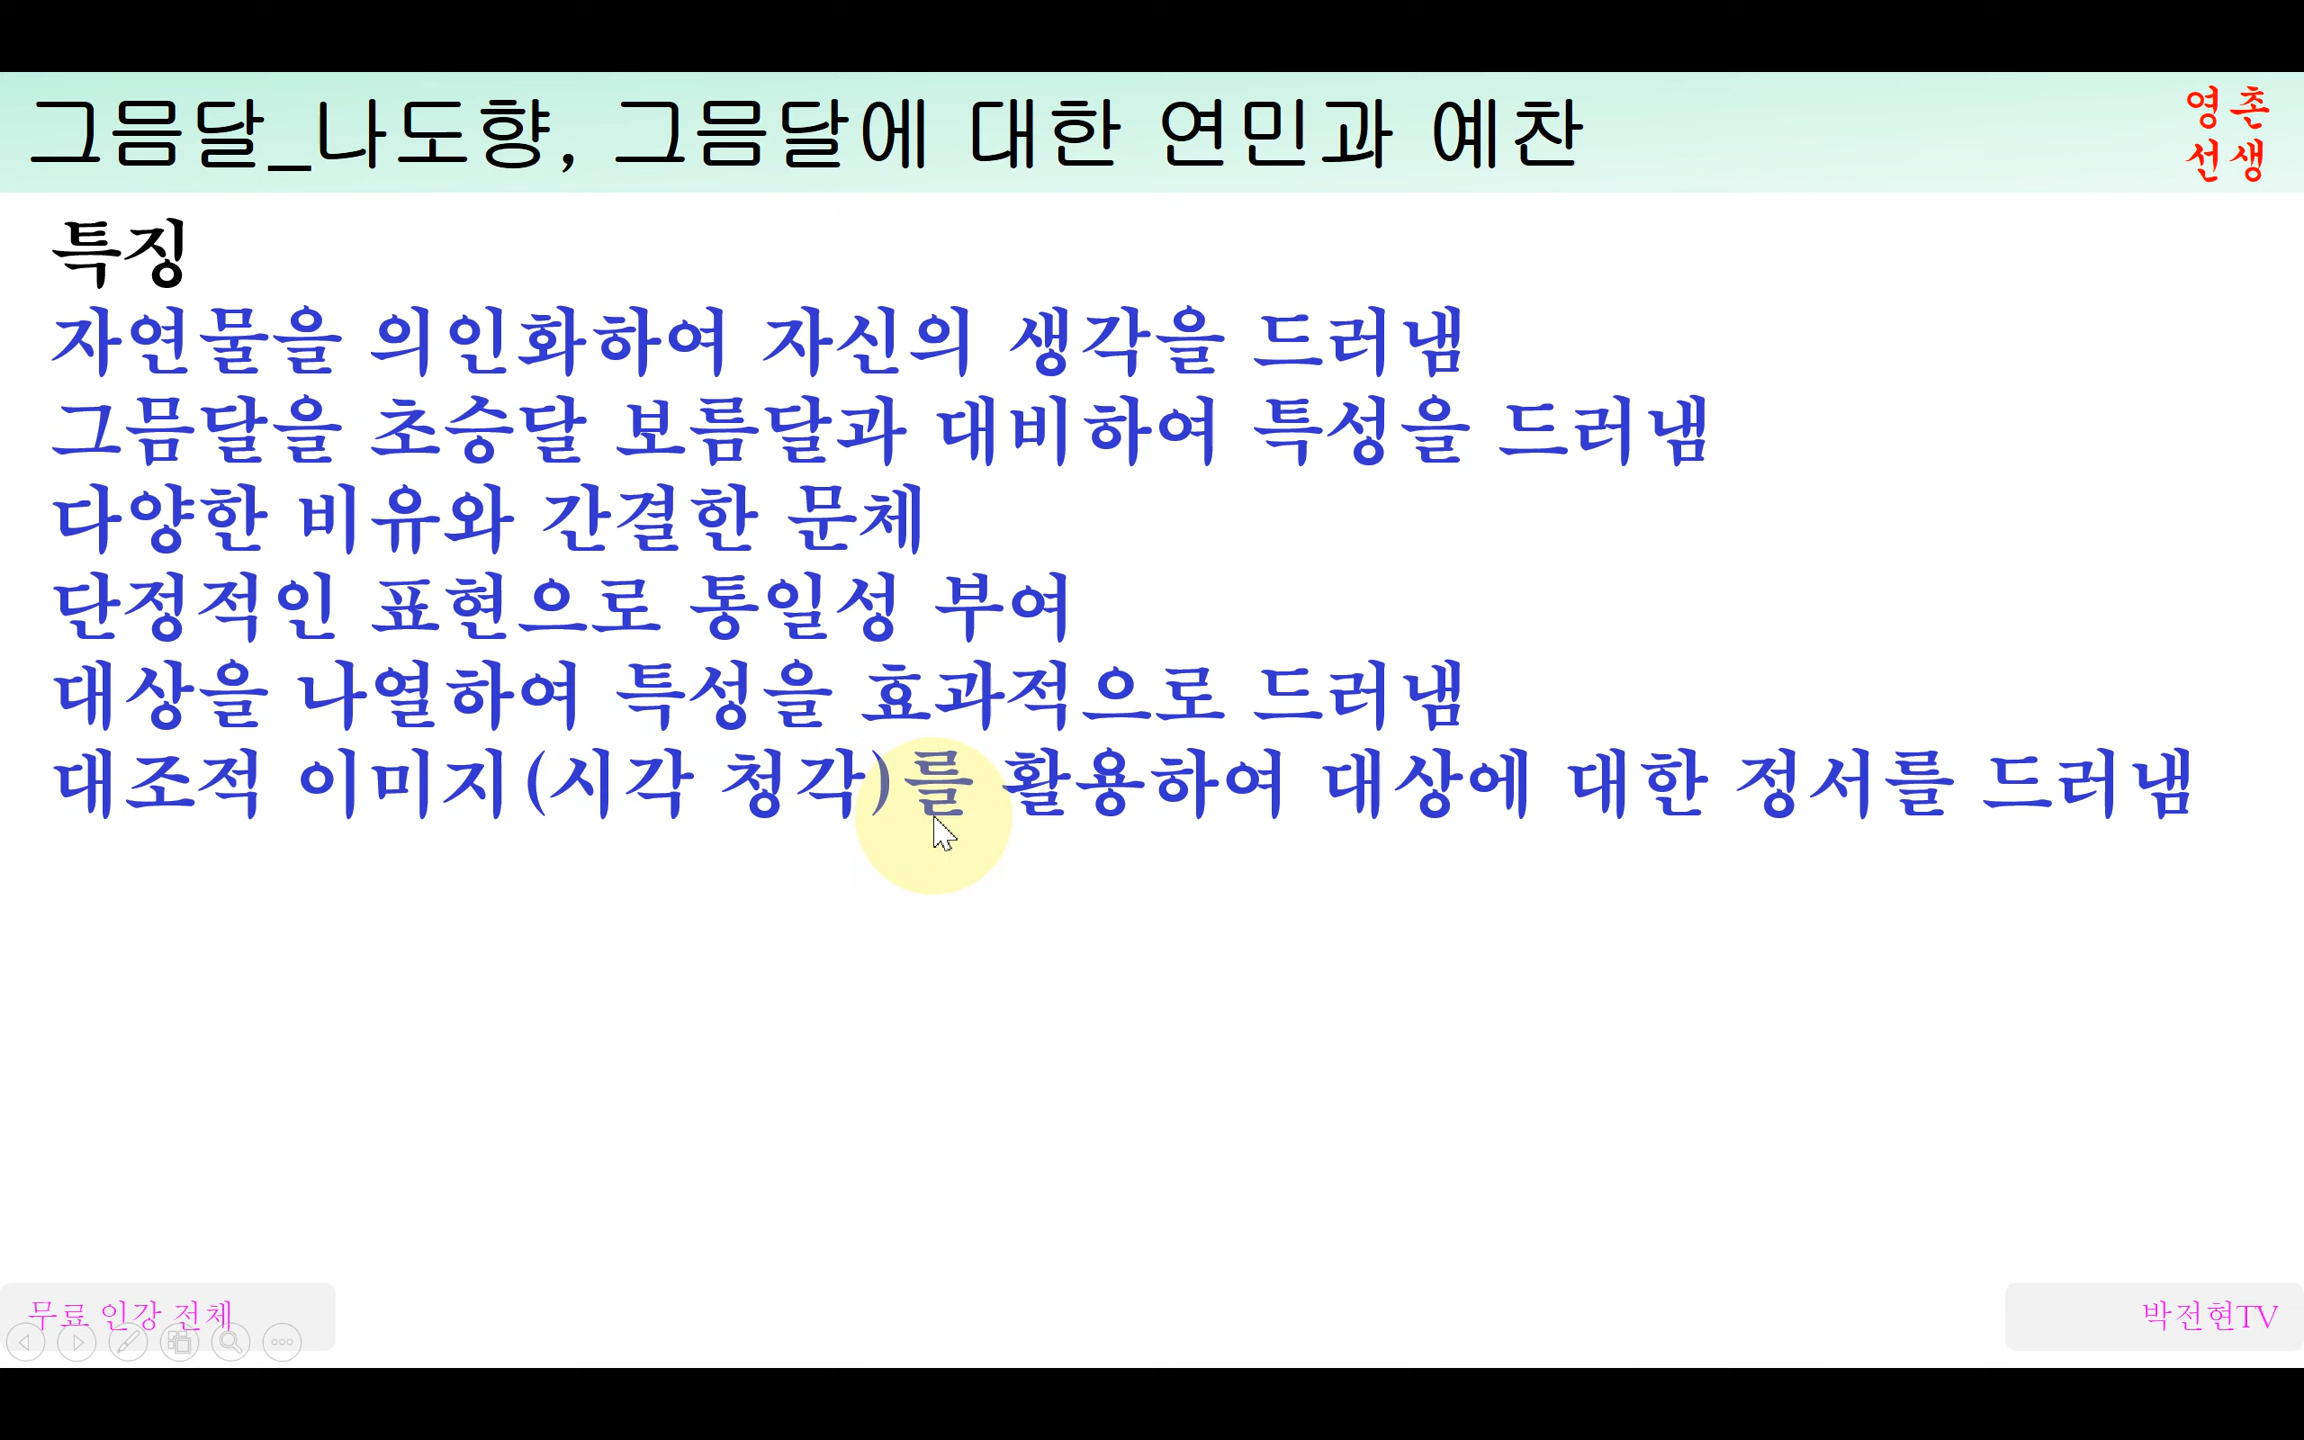 그믐달_나도향, 그믐달에 대한 연민과 예찬
영촌
선생
특징
자연물을 의인화하여 자신의 생각을 드러냄
그믐달을 초승달 보름달과 대비하여 특성을 드러냄
다양한 비유와 간결한 문체
단정적인 표현으로 통일성 부여
대상을 나열하여 특성을 효과적으로 드러냄
대조적 이미지(시각 청각)를 활용하여 대상에 대한 정서를 드러냄
무료 인강 전체
박전현TV